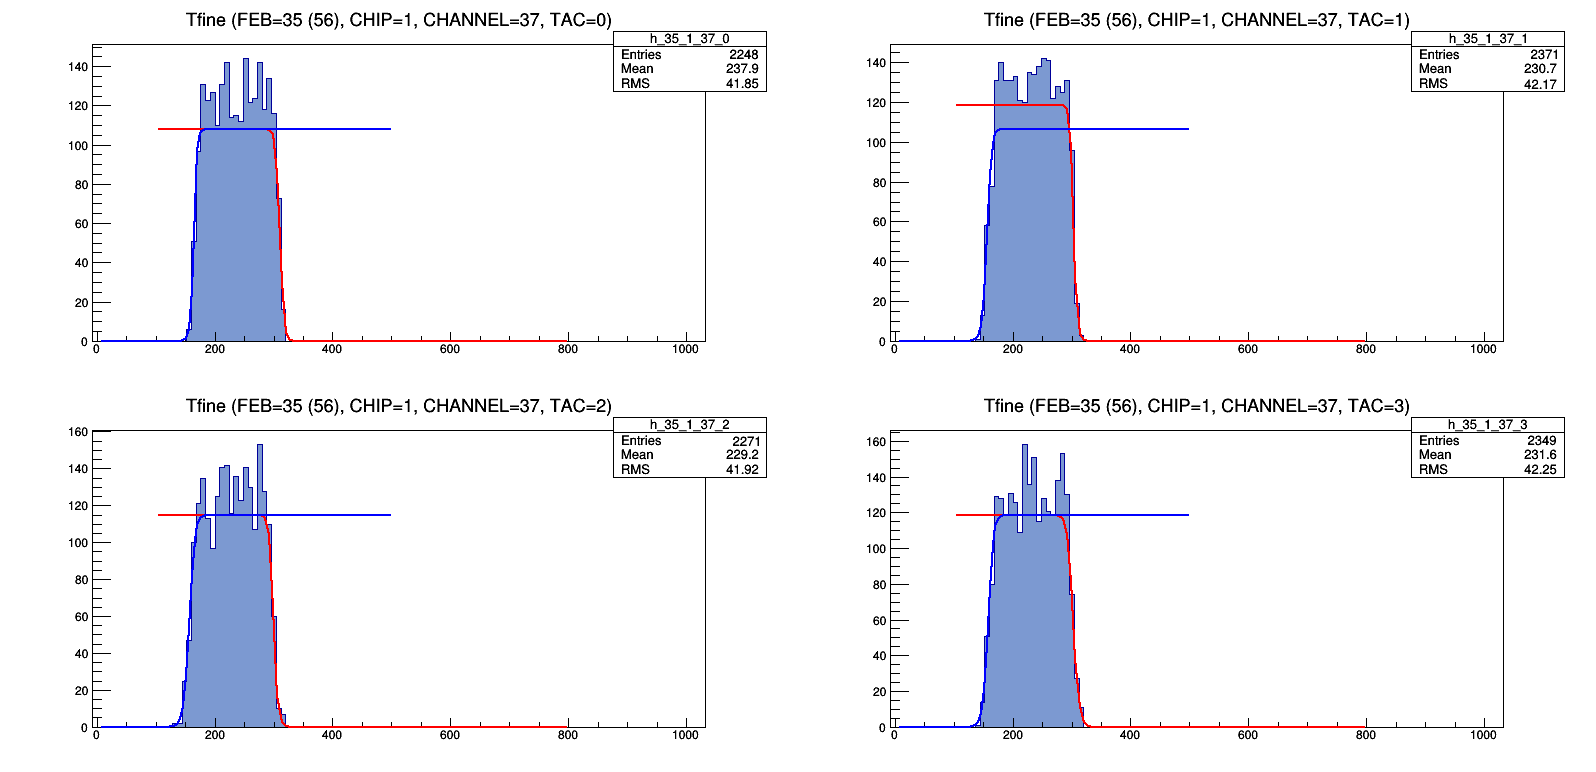 Tfine (FEB=35 (56), CHIP=1, CHANNEL=37, TAC=0)
h_35_1_37_0
Entries 2248
Mean 237.9
RMS 41.85
140
120
100
80
60
40
20
0
0 200 400 600 800 1000
Tfine (FEB=35 (56), CHIP=1, CHANNEL=37, TAC=1)
h_35_1_37_1
Entries 2371
Mean 230.7
RMS 42.17
140
120
100
80
60
40
20
0
0 200 400 600 800 1000
Tfine (FEB=35 (56), CHIP=1, CHANNEL=37, TAC=2)
h_35_1_37_2
Entries 2271
Mean 229.2
RMS 41.92
160
140
120
100
80
60
40
20
0
0 200 400 600 800 1000
Tfine (FEB=35 (56), CHIP=1, CHANNEL=37, TAC=3)
h_35_1_37_3
Entries 2349
Mean 231.6
RMS 42.25
160
140
120
100
80
60
40
20
0
0 200 400 600 800 1000